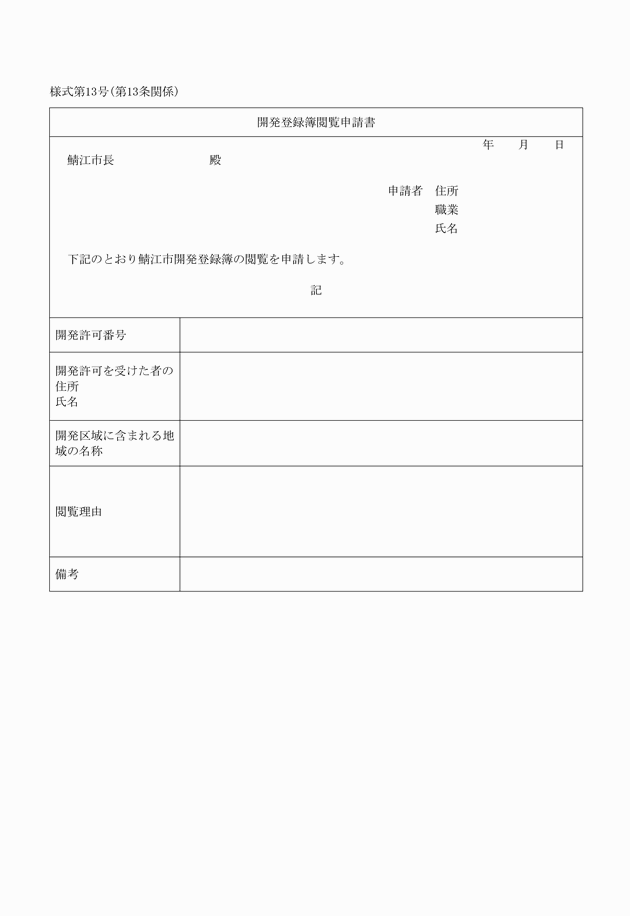 様式第13号(第13条関係)
開発登録簿閲覧申請書
年　　月　　日
鯖江市長　　　　　　　　殿
申請者　住所
職業
氏名
下記のとおり鯖江市開発登録簿の閲覧を申請します。
記
開発許可番号
開発許可を受けた者の
住所
氏名
開発区域に含まれる地
域の名称
閲覧理由
備考